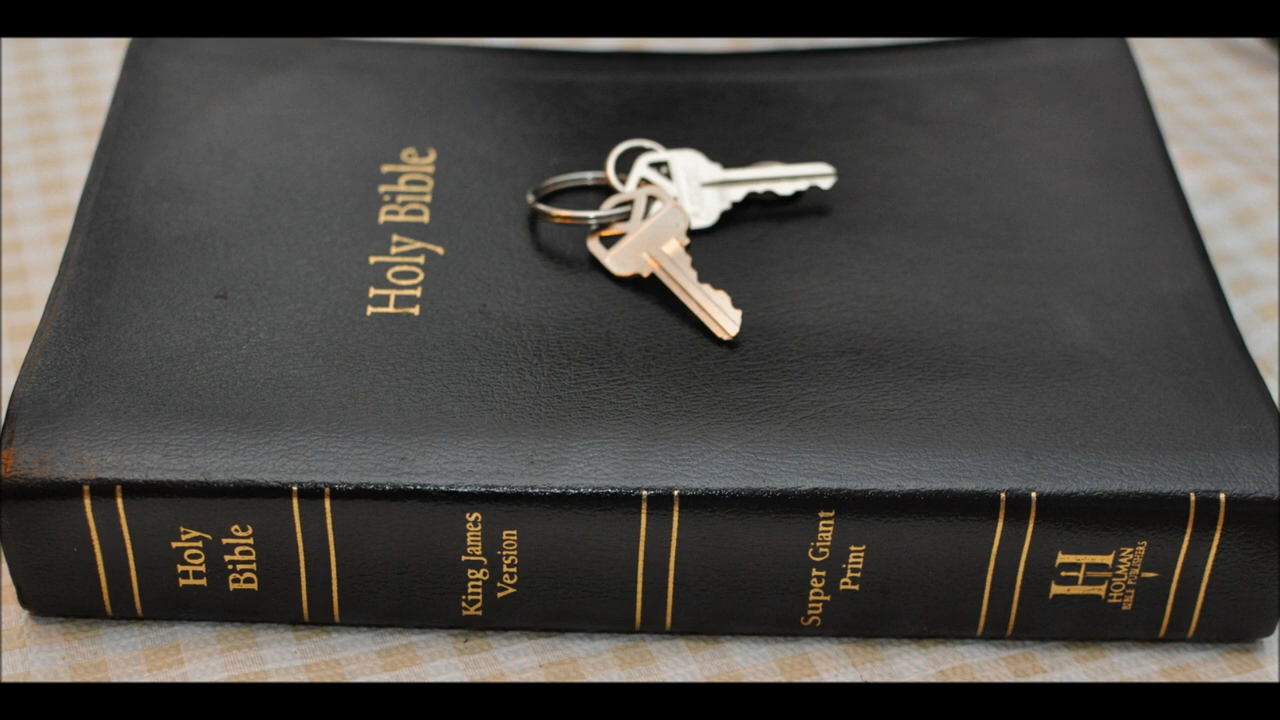 Holy Bible
Holy
Bible
King James
Version
Super Giant
Print
HOLMAN
BIBLE PUBLISHERS